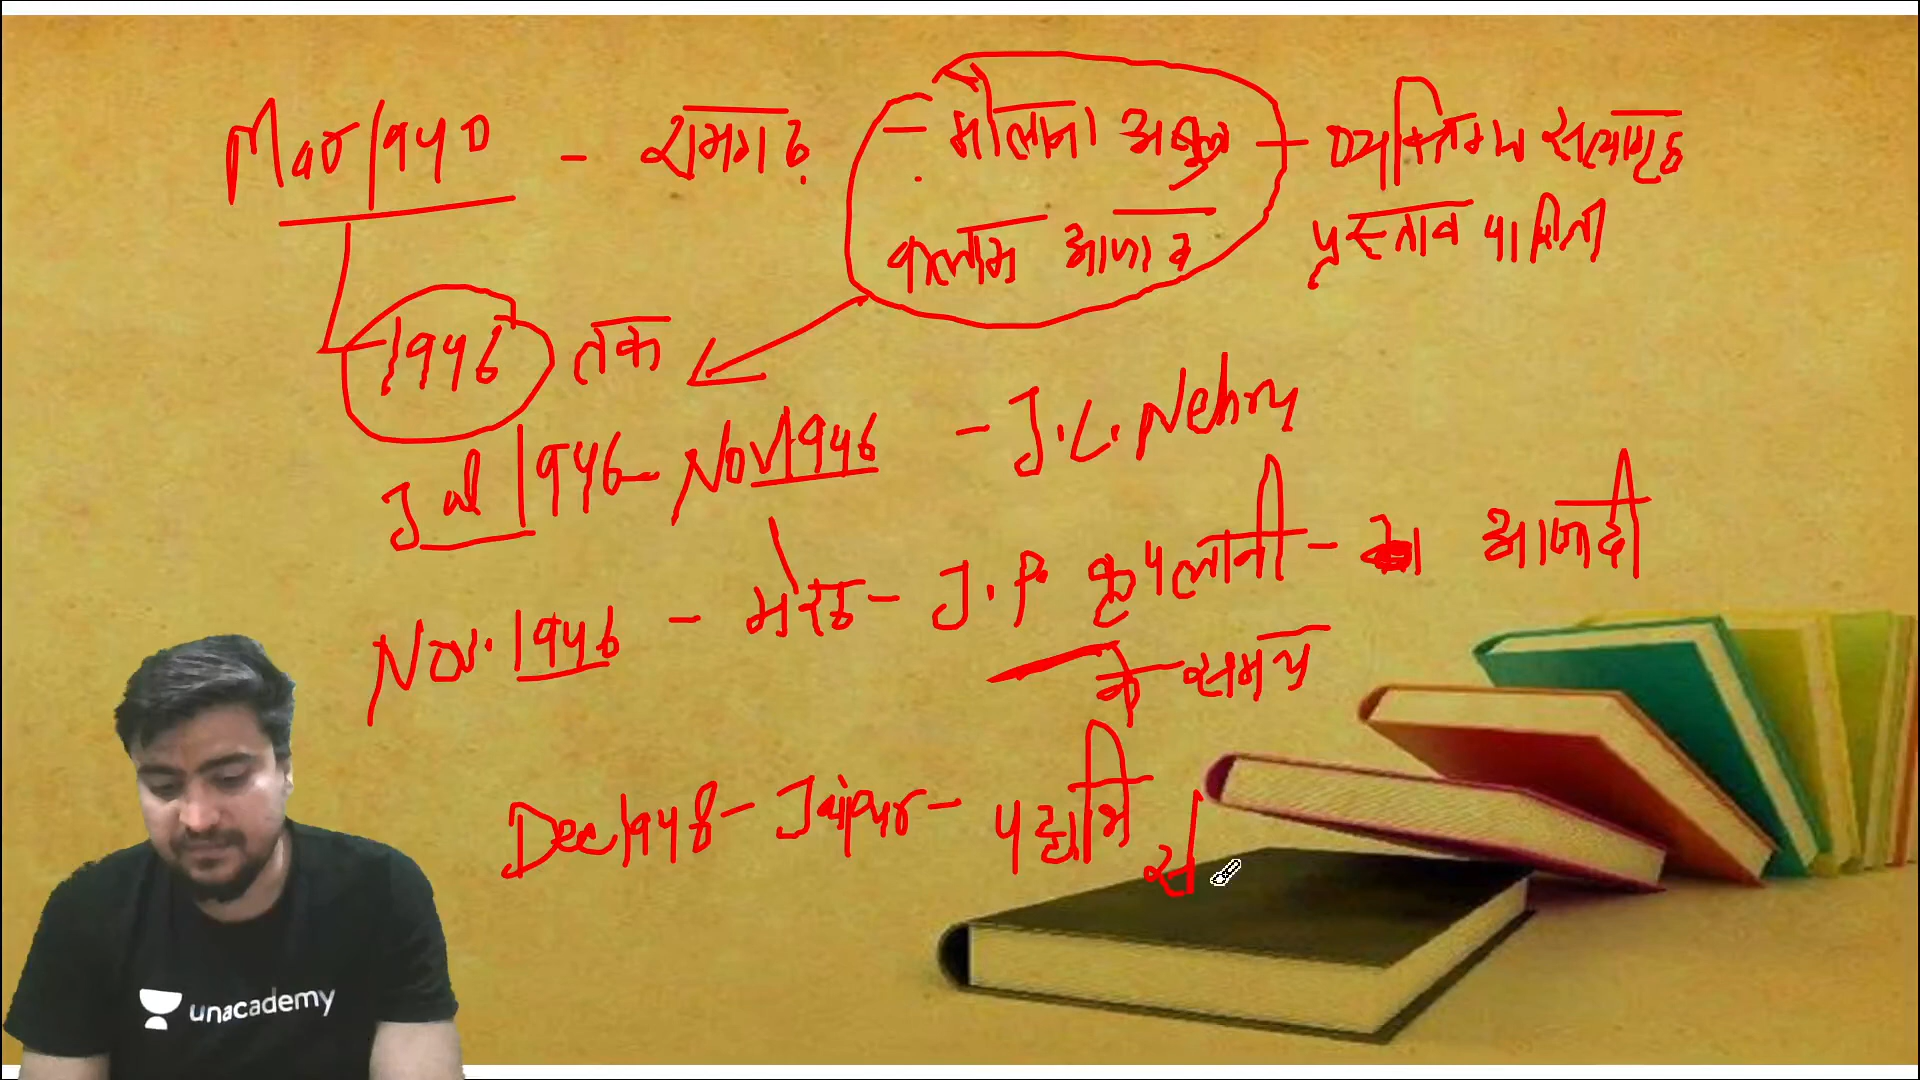 Mar 1940 - रामगढ़ - मौलाना अबुल - व्यक्तिगत सत्याग्रह
कलाम आजाद प्रस्ताव पारित
1946 तक
Jul 1946 - Nov 1946 - J.L. Nehru
Nov. 1946 - मेरठ - J.P. कृपलानी - आजादी
के समय
Dec 1948 - Jaipur - पट्टाभि
unacademy